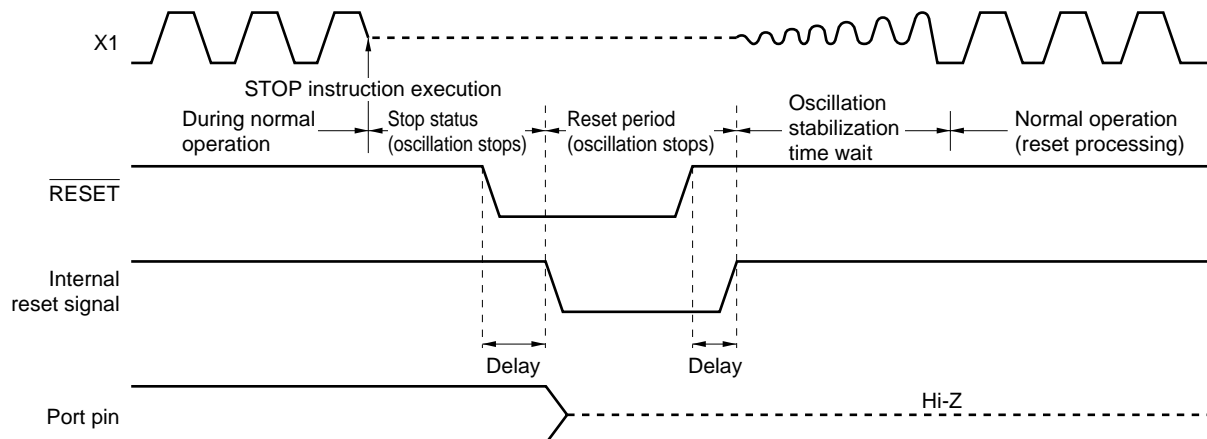 X1
STOP instruction execution
During normal
operation
Stop status
(oscillation stops)
Reset period
(oscillation stops)
Oscillation
stabilization
time wait
Normal operation
(reset processing)
RESET
Internal
reset signal
Delay
Delay
Hi-Z
Port pin